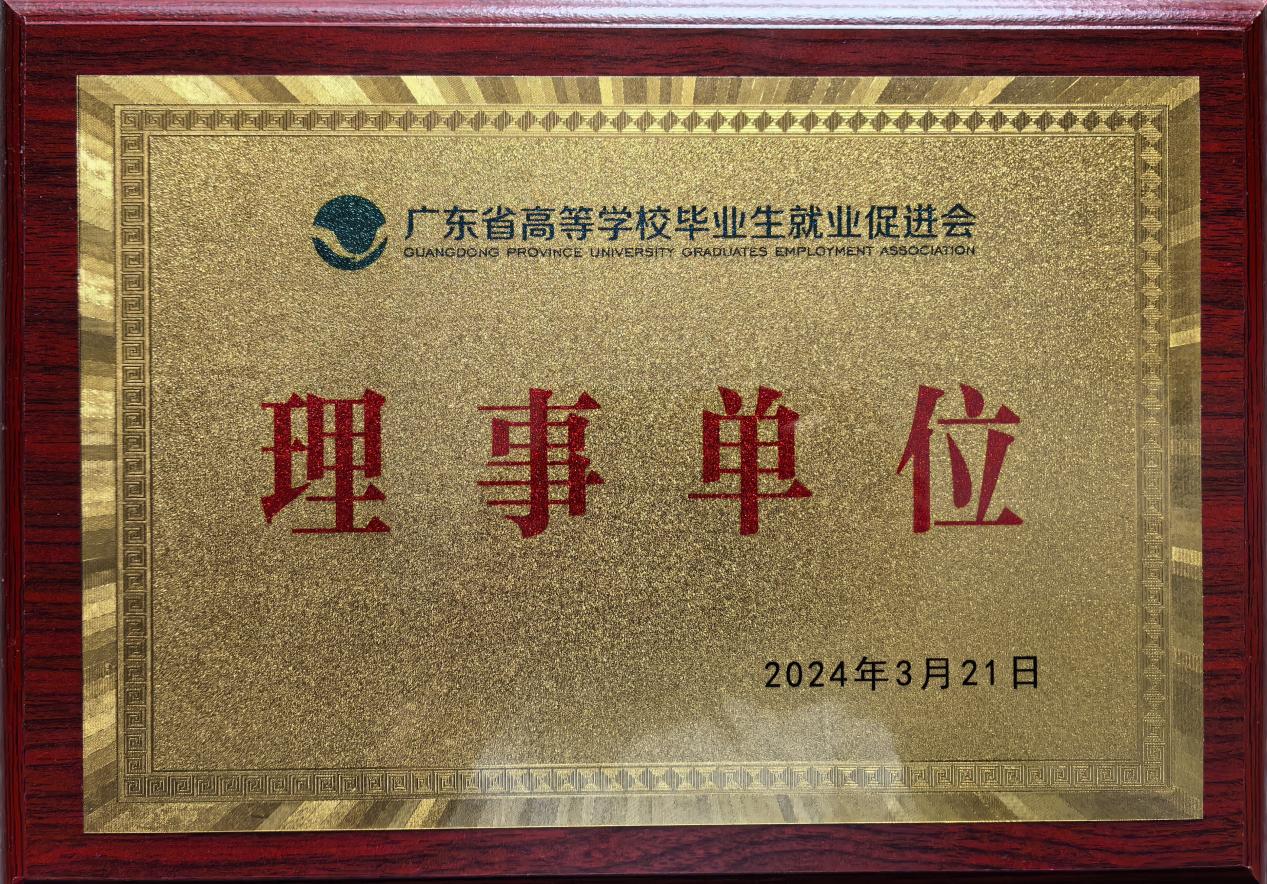 广东省高等学校毕业生就业促进会
GUANGDONG PROVINCE UNIVERSITY GRADUATES EMPLOYMENT ASSOCIATION
理事单位
2024年3月21日